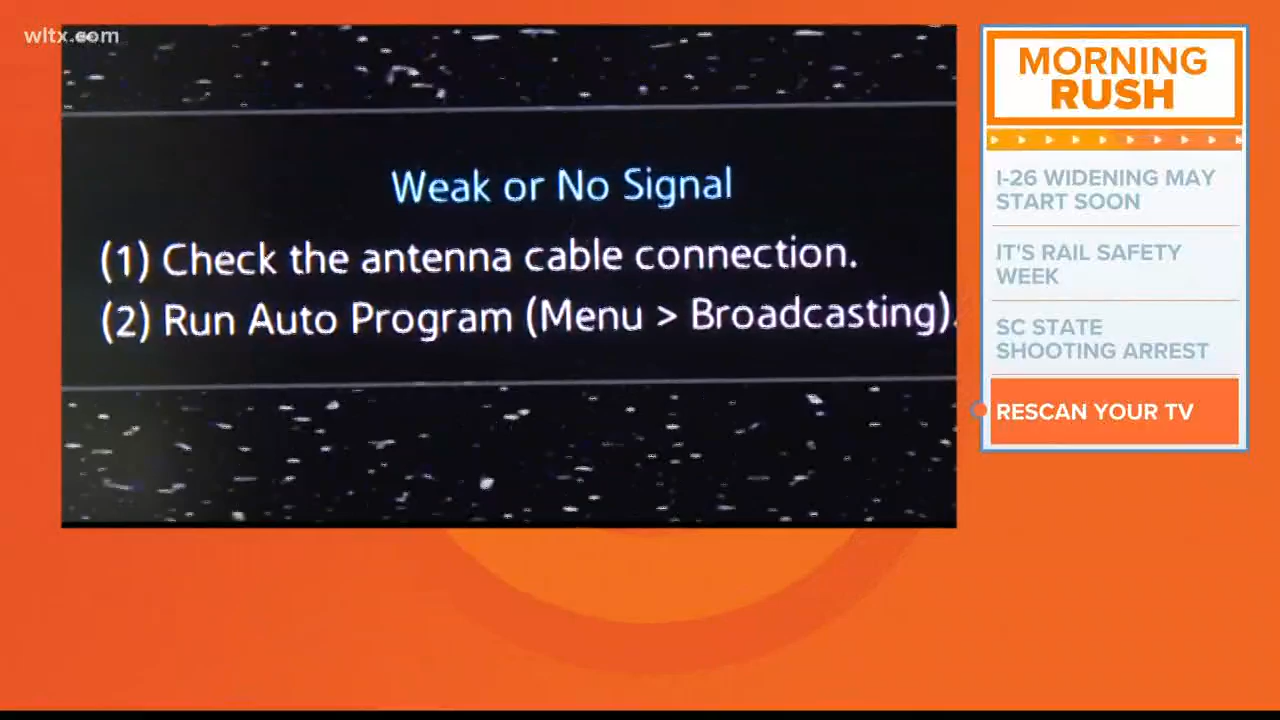 wltx.com
Weak or No Signal
(1) Check the antenna cable connection.
(2) Run Auto Program (Menu > Broadcasting).
MORNING
RUSH
I-26 WIDENING MAY
START SOON
IT'S RAIL SAFETY
WEEK
SC STATE
SHOOTING ARREST
RESCAN YOUR TV